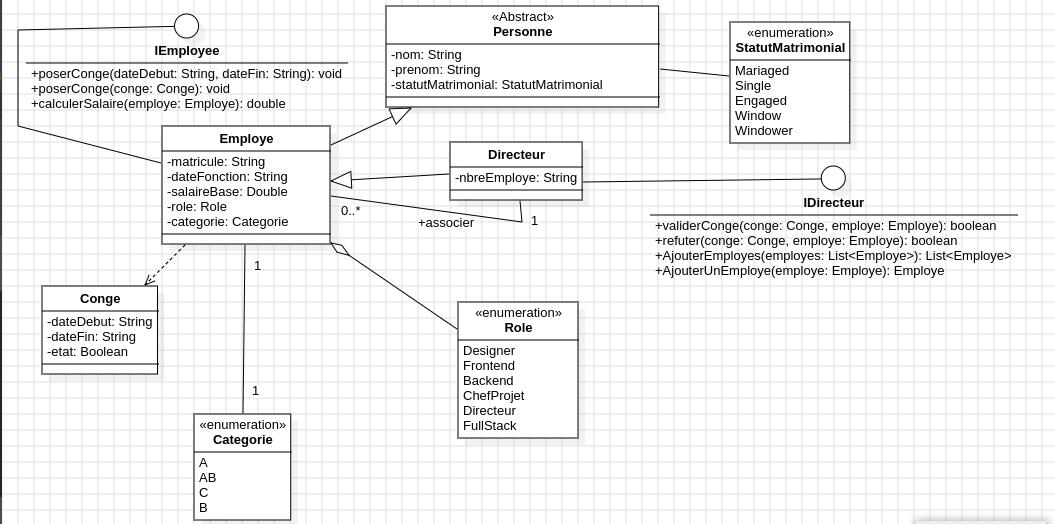 IEmployee
+poserConge(dateDebut: String, dateFin: String): void
+poserConge(conge: Conge): void
+calculerSalaire(employe: Employe): double
«Abstract»
Personne
-nom: String
-prenom: String
-statutMatrimonial: StatutMatrimonial
«enumeration»
StatutMatrimonial
Mariaged
Single
Engaged
Window
Windower
Employe
-matricule: String
-dateFonction: String
-salaireBase: Double
-role: Role
-categorie: Categorie
Directeur
-nbreEmploye: String
0..*
+associer
1
IDirecteur
+validerConge(conge: Conge, employe: Employe): boolean
+refuter(conge: Conge, employe: Employe): boolean
+AjouterEmployes(employes: List<Employe>): List<Employe>
+AjouterUnEmploye(employe: Employe): Employe
1
Conge
-dateDebut: String
-dateFin: String
-etat: Boolean
«enumeration»
Role
Designer
Frontend
Backend
ChefProjet
Directeur
FullStack
1
«enumeration»
Categorie
A
AB
C
B